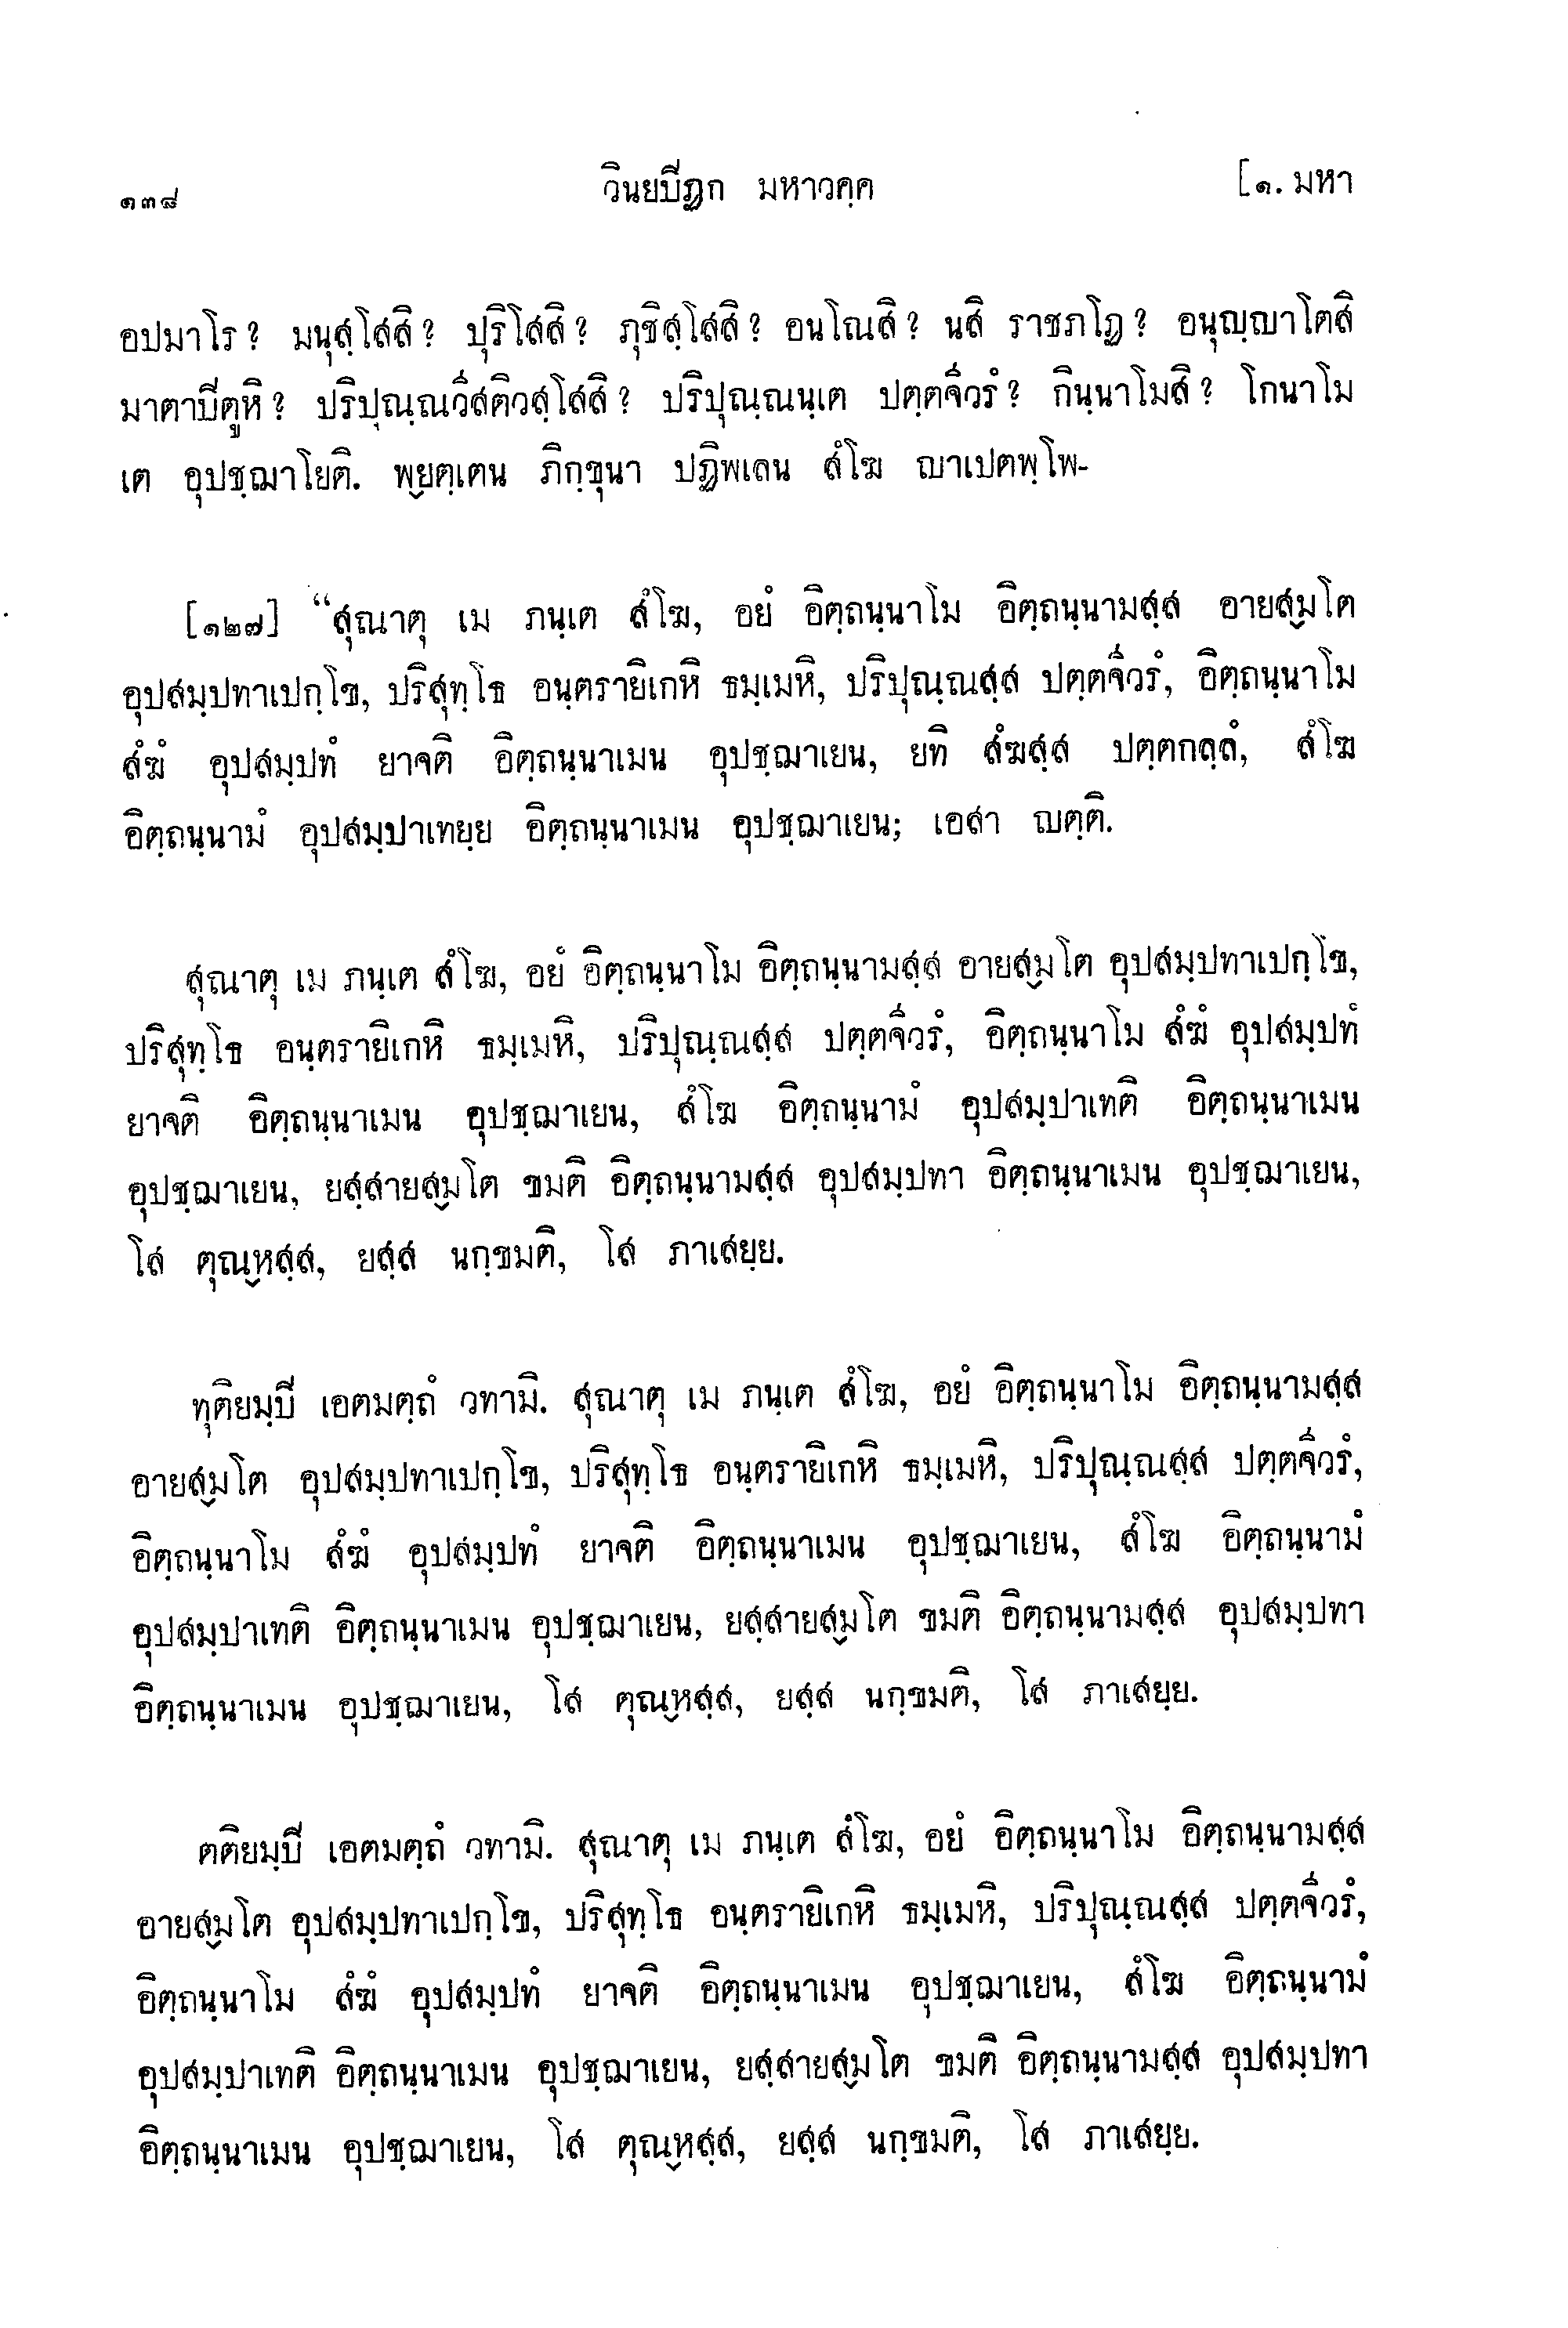 ๑๓๘ วินยปิฏก มหาวคฺค [๑. มหา
อปมาโร? มนุสฺโสสิ? ปุริโสสิ? ภุชิสฺโสสิ? อนโณสิ? นสิ ราชภโฏ? อนุญฺญาโตสิ
มาตาปิตูหิ? ปริปุณฺณวีสติวสฺโสสิ? ปริปุณฺณนฺเต ปตฺตจีวรํ? กินฺนาโมสิ? โกนาโม
เต อุปชฺฌาโยติ. พฺยตฺเตน ภิกฺขุนา ปฏิพเลน สํโฆ ญาเปตพฺโพ-
[๑๒๗] “สุณาตุ เม ภนฺเต สํโฆ, อยํ อิตฺถนฺนาโม อิตฺถนฺนามสฺส อายสฺมโต
อุปสมฺปทาเปกฺโข, ปริสุทฺโธ อนฺตรายิเกหิ ธมฺเมหิ, ปริปุณฺณสฺส ปตฺตจีวรํ, อิตฺถนฺนาโม
สํฆํ อุปสมฺปทํ ยาจติ อิตฺถนฺนาเมน อุปชฺฌาเยน, ยทิ สํฆสฺส ปตฺตกลฺลํ, สํโฆ
อิตฺถนฺนามํ อุปสมฺปาเทยฺย อิตฺถนฺนาเมน อุปชฺฌาเยน; เอสา ญตฺติ.
สุณาตุ เม ภนฺเต สํโฆ, อยํ อิตฺถนฺนาโม อิตฺถนฺนามสฺส อายสฺมโต อุปสมฺปทาเปกฺโข,
ปริสุทฺโธ อนฺตรายิเกหิ ธมฺเมหิ, ปริปุณฺณสฺส ปตฺตจีวรํ, อิตฺถนฺนาโม สํฆํ อุปสมฺปทํ
ยาจติ อิตฺถนฺนาเมน อุปชฺฌาเยน, สํโฆ อิตฺถนฺนามํ อุปสมฺปาเทติ อิตฺถนฺนาเมน
อุปชฺฌาเยน, ยสฺสายสฺมโต ขมติ อิตฺถนฺนามสฺส อุปสมฺปทา อิตฺถนฺนาเมน อุปชฺฌาเยน,
โส ตุณฺหสฺส, ยสฺส นกฺขมติ, โส ภาเสยฺย.
ทุติยมฺปิ เอตมตฺถํ วทามิ. สุณาตุ เม ภนฺเต สํโฆ, อยํ อิตฺถนฺนาโม อิตฺถนฺนามสฺส
อายสฺมโต อุปสมฺปทาเปกฺโข, ปริสุทฺโธ อนฺตรายิเกหิ ธมฺเมหิ, ปริปุณฺณสฺส ปตฺตจีวรํ,
อิตฺถนฺนาโม สํฆํ อุปสมฺปทํ ยาจติ อิตฺถนฺนาเมน อุปชฺฌาเยน, สํโฆ อิตฺถนฺนามํ
อุปสมฺปาเทติ อิตฺถนฺนาเมน อุปชฺฌาเยน, ยสฺสายสฺมโต ขมติ อิตฺถนฺนามสฺส อุปสมฺปทา
อิตฺถนฺนาเมน อุปชฺฌาเยน, โส ตุณฺหสฺส, ยสฺส นกฺขมติ, โส ภาเสยฺย.
ตติยมฺปิ เอตมตฺถํ วทามิ. สุณาตุ เม ภนฺเต สํโฆ, อยํ อิตฺถนฺนาโม อิตฺถนฺนามสฺส
อายสฺมโต อุปสมฺปทาเปกฺโข, ปริสุทฺโธ อนฺตรายิเกหิ ธมฺเมหิ, ปริปุณฺณสฺส ปตฺตจีวรํ,
อิตฺถนฺนาโม สํฆํ อุปสมฺปทํ ยาจติ อิตฺถนฺนาเมน อุปชฺฌาเยน, สํโฆ อิตฺถนฺนามํ
อุปสมฺปาเทติ อิตฺถนฺนาเมน อุปชฺฌาเยน, ยสฺสายสฺมโต ขมติ อิตฺถนฺนามสฺส อุปสมฺปทา
อิตฺถนฺนาเมน อุปชฺฌาเยน, โส ตุณฺหสฺส, ยสฺส นกฺขมติ, โส ภาเสยฺย.